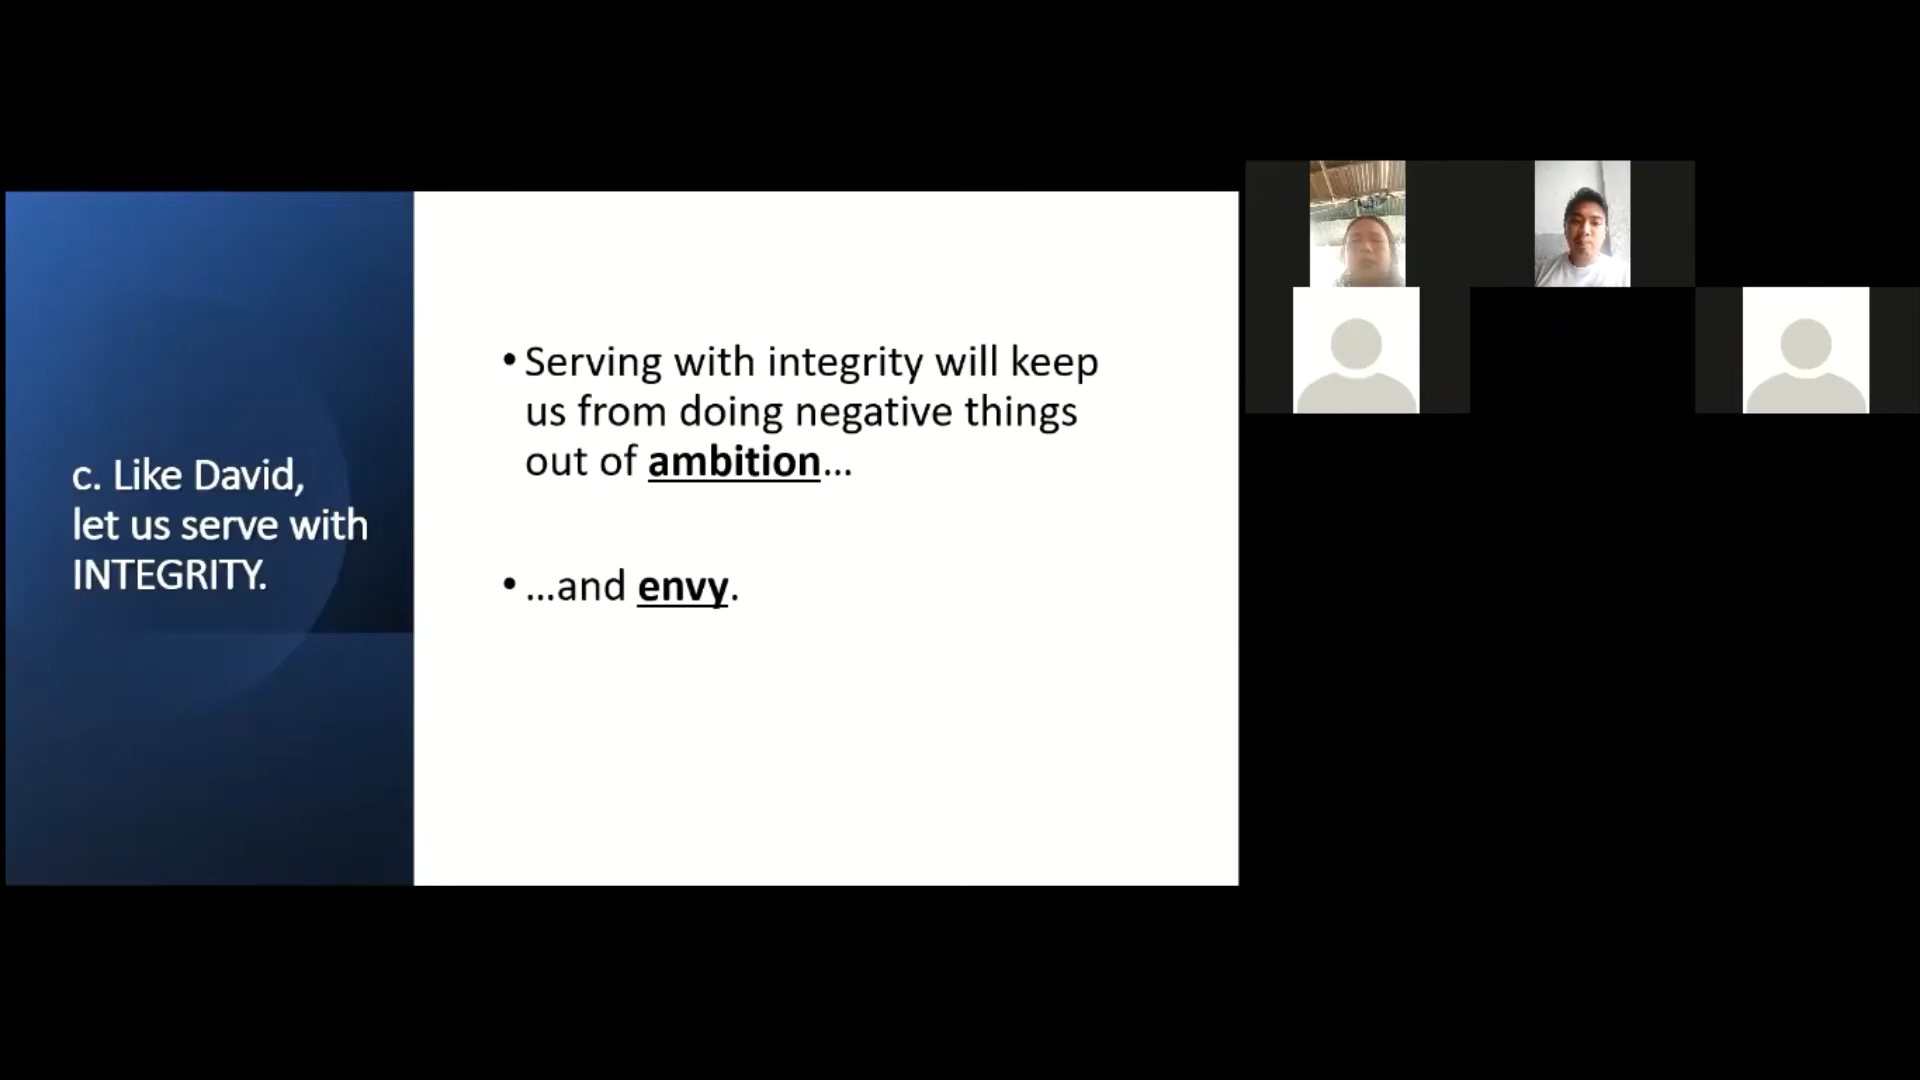 c. Like David,
let us serve with
INTEGRITY.
• Serving with integrity will keep
us from doing negative things
out of ambition...
• ...and envy.